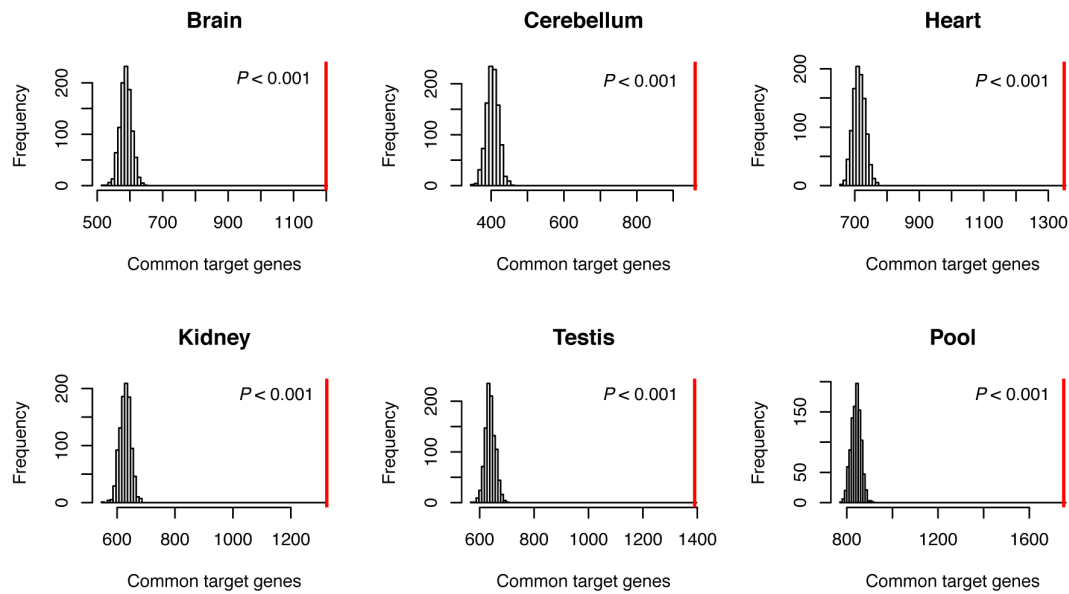 Brain
P < 0.001
Frequency
0 100 200
500 700 900 1100
Common target genes
Cerebellum
P < 0.001
Frequency
0 100 200
400 600 800
Common target genes
Heart
P < 0.001
Frequency
0 100 200
700 900 1100 1300
Common target genes
Kidney
P < 0.001
Frequency
0 100 200
600 800 1000 1200
Common target genes
Testis
P < 0.001
Frequency
0 100 200
600 800 1000 1200 1400
Common target genes
Pool
P < 0.001
Frequency
0 50 150
800 1200 1600
Common target genes